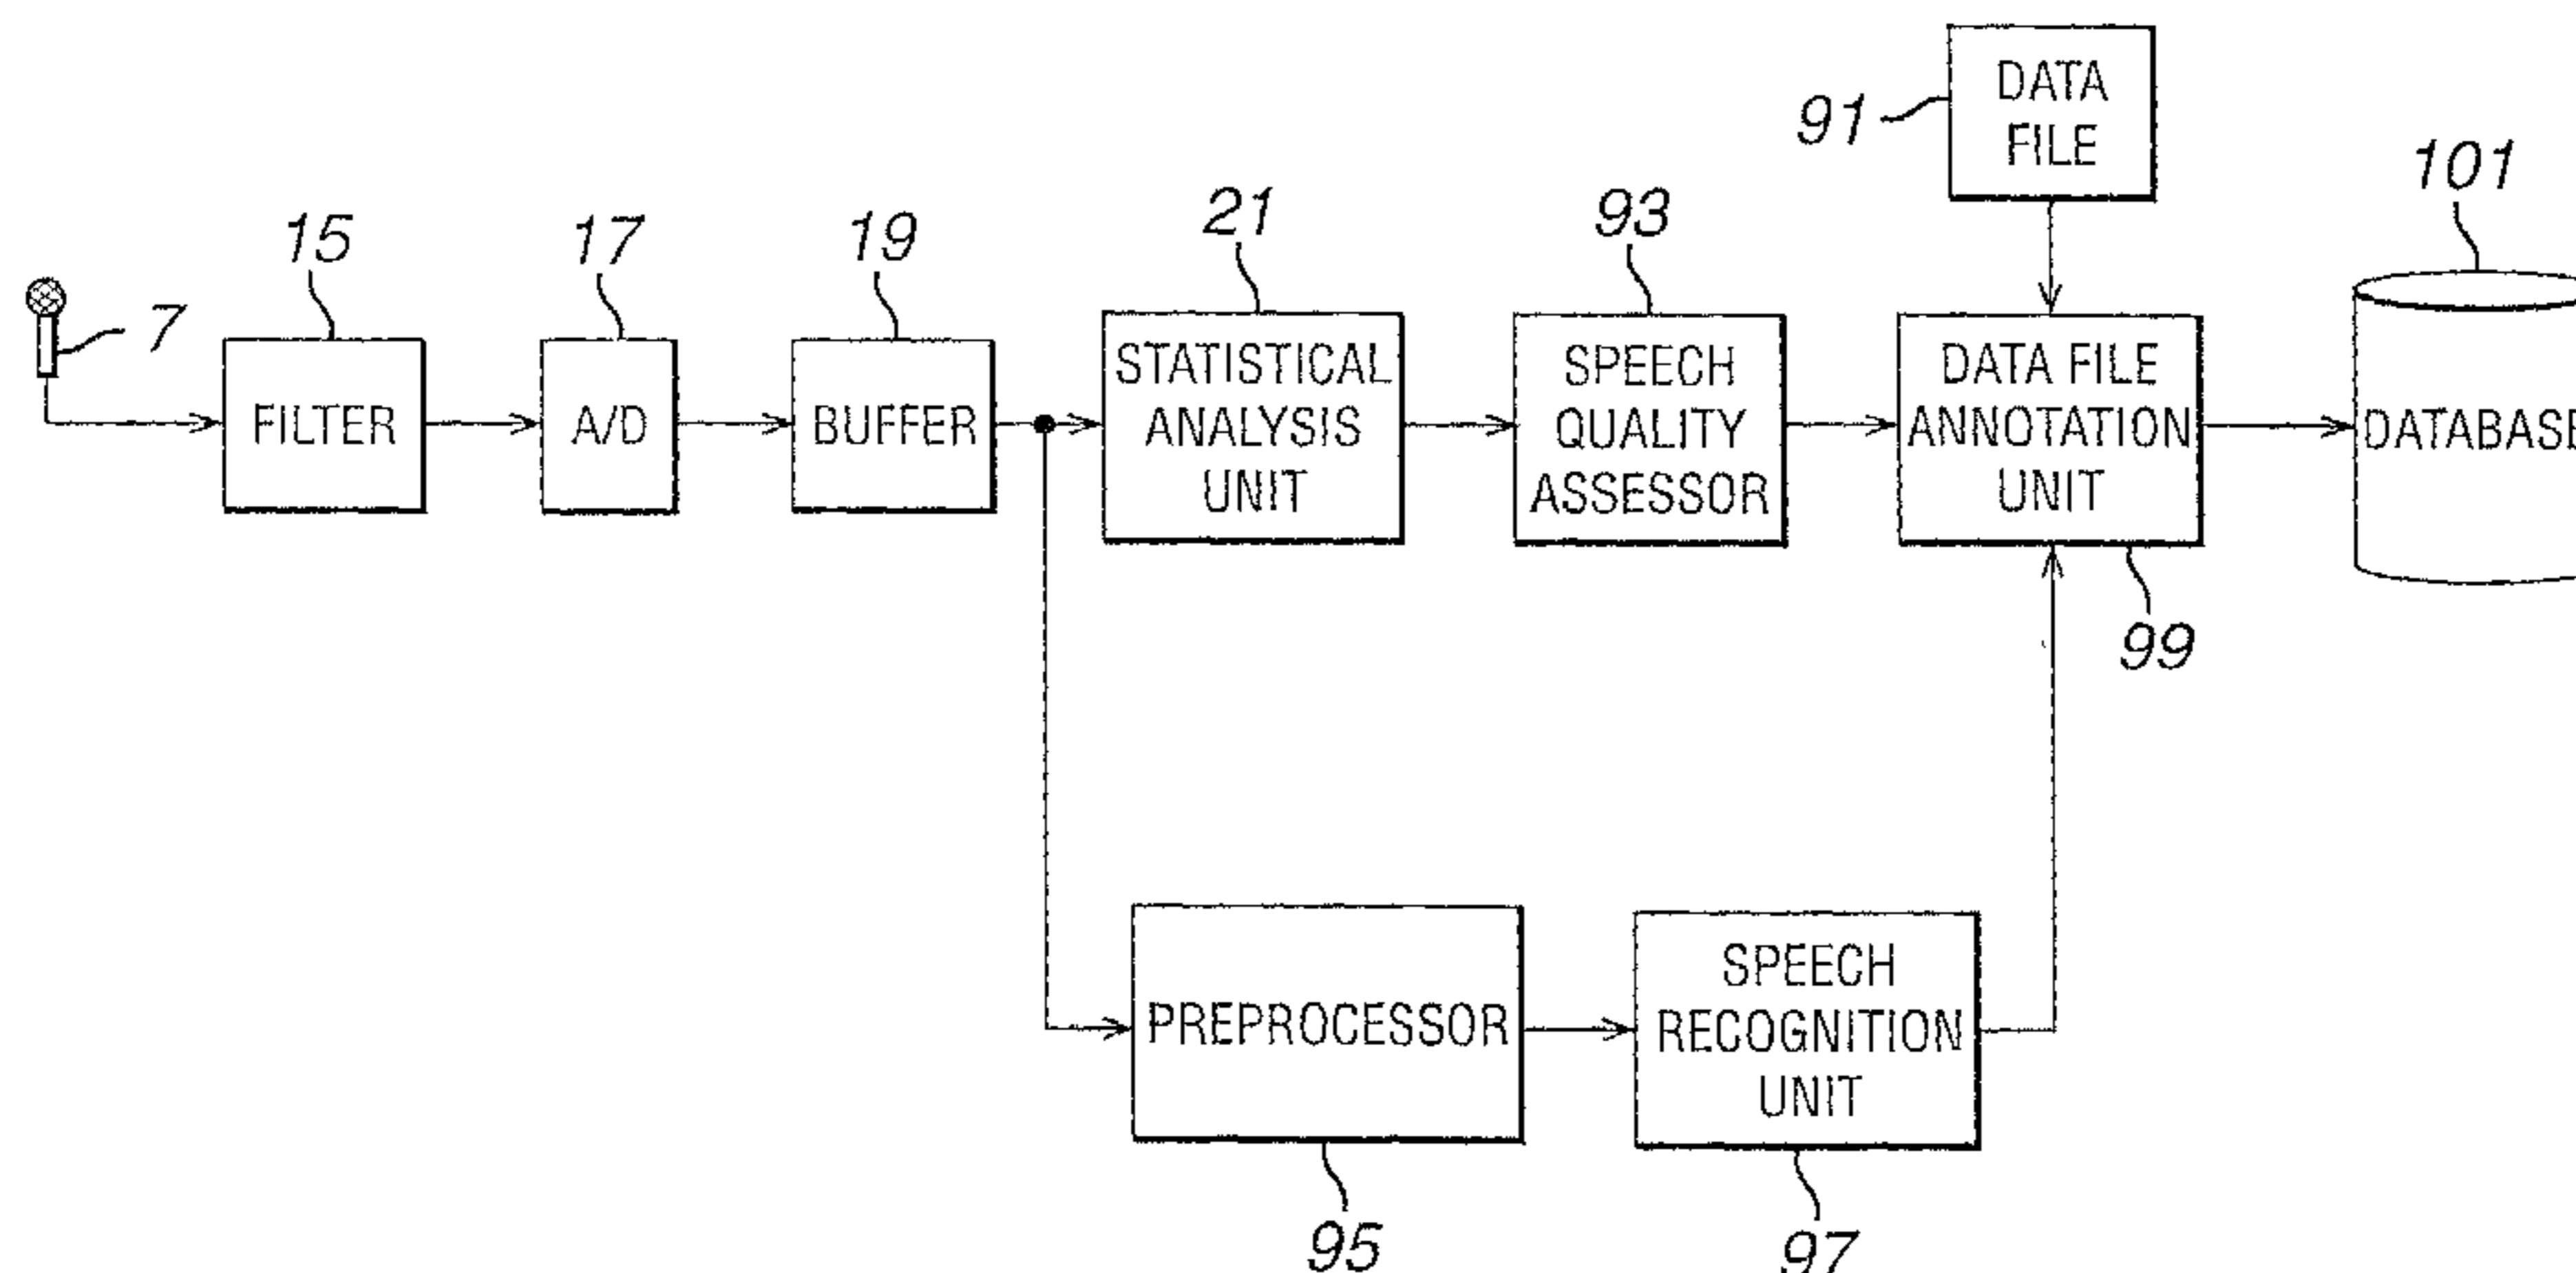 91
DATA
FILE
101
15
17
19
21
93
7
FILTER
A/D
BUFFER
STATISTICAL
ANALYSIS
UNIT
SPEECH
QUALITY
ASSESSOR
DATA FILE
ANNOTATION
UNIT
DATABASE
99
PREPROCESSOR
SPEECH
RECOGNITION
UNIT
95
97